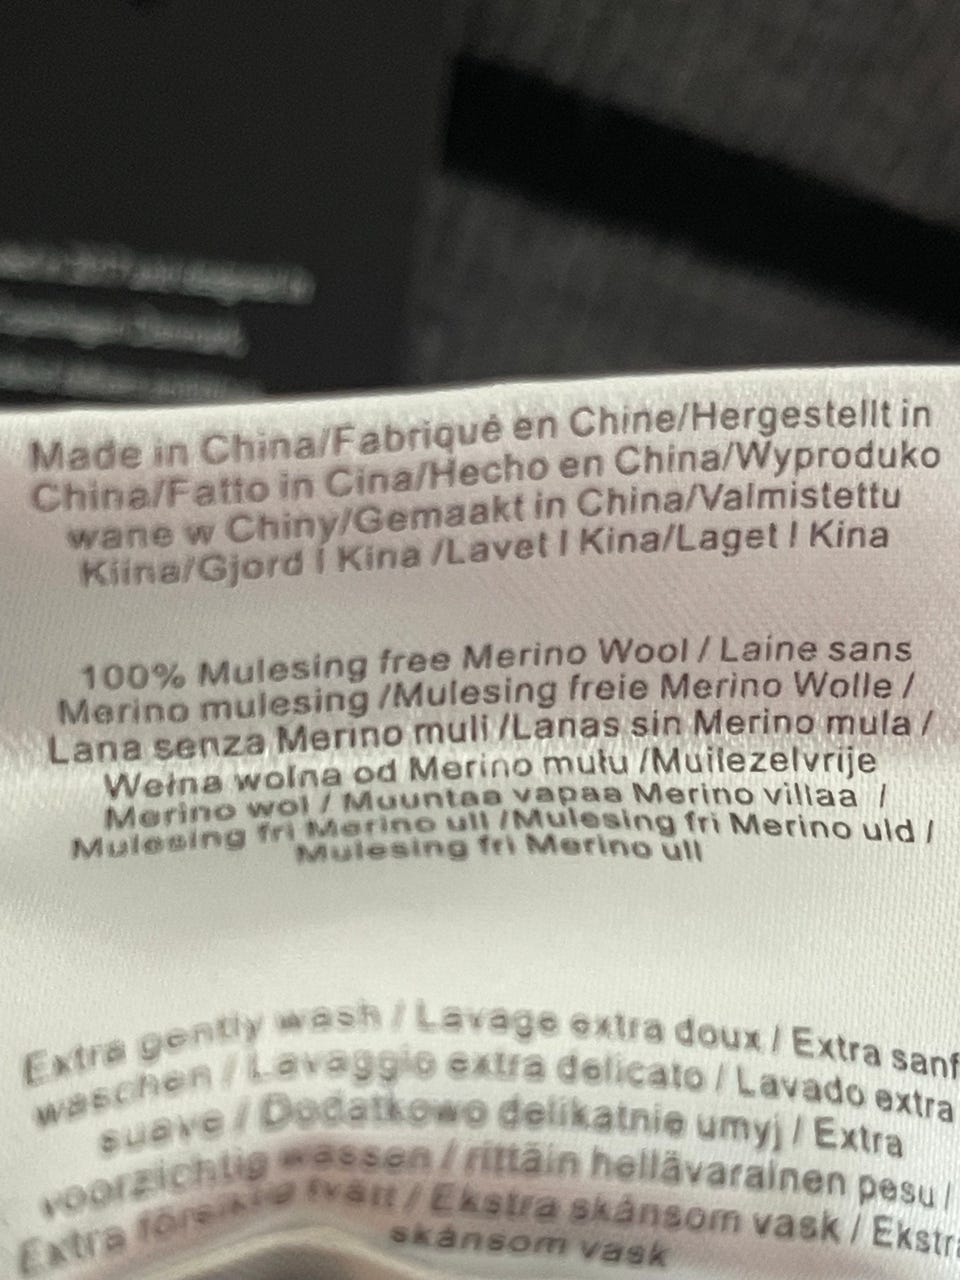 Made in China/Fabriqué en Chine/Hergestellt in
China/Fatto in Cina/Hecho en China/Wyproduko
wane w Chiny/Gemaakt in China/Valmistettu
Kiina/Gjord I Kina /Lavet I Kina/Laget I Kina
100% Mulesing free Merino Wool / Laine sans
Merino mulesing /Mulesing freie Merino Wolle /
Lana senza Merino muli /Lanas sin Merino mula /
Wełna wolna od Merino mułu /Muilezelvrije
Merino wol / Muuntaa vapaa Merino villaa /
Mulesing fri Merino ull /Mulesing fri Merino uld /
Mulesing fri Merino ull
Extra gently wash / Lavage extra doux / Extra sanf
waschen / Lavaggio extra delicato / Lavado extra
suave / Dodatkowo delikatnie umyj / Extra
voorzichtig wassen / rittäin hellävarainen pesu /
Extra försiktig tvätt / Ekstra skånsom vask / Ekstra
skånsom vask